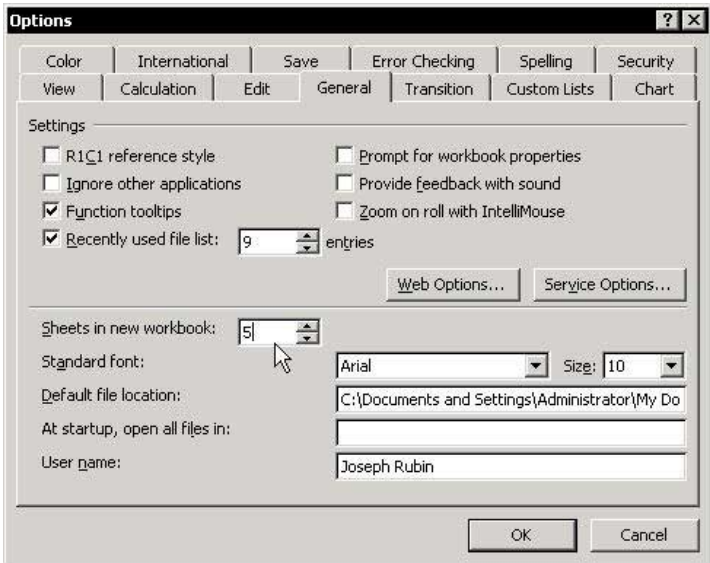 Options
Color International Save Error Checking Spelling Security
View Calculation Edit General Transition Custom Lists Chart
Settings
R1C1 reference style Prompt for workbook properties
Ignore other applications Provide feedback with sound
Function tooltips Zoom on roll with IntelliMouse
Recently used file list: 9 entries
Web Options... Service Options...
Sheets in new workbook: 5
Standard font: Arial Size: 10
Default file location: C:\Documents and Settings\Administrator\My Do
At startup, open all files in:
User name: Joseph Rubin
OK Cancel